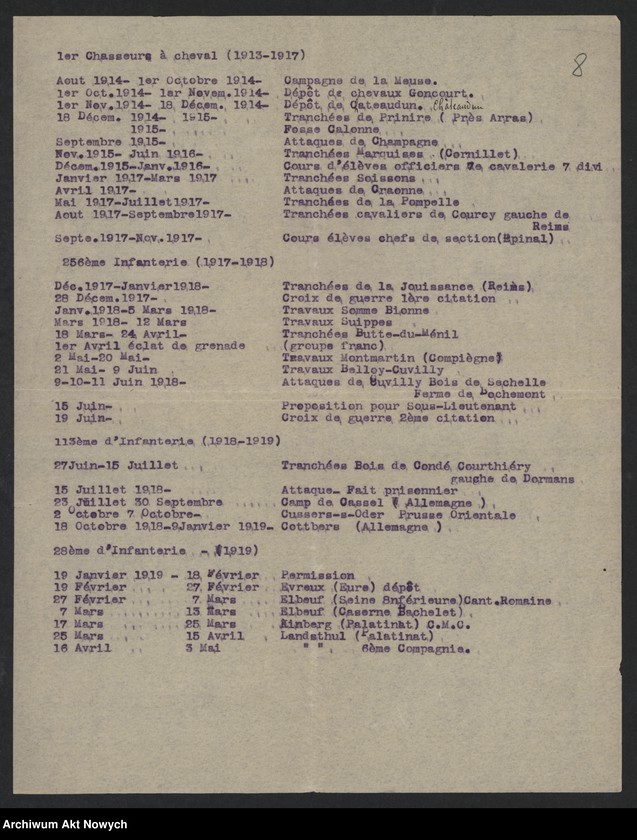 8
1er Chasseurs à cheval (1913-1917)
Aout 1914- 1er Octobre 1914- Campagne de la Meuse.
1er Oct.1914- 1er Novem.1914- Dépôt de chevaux Goncourt.
1er Nov.1914- 18 Décem. 1914- Dépôt de Cateaudun. Châteaudun
18 Décem. 1914- 1915- Tranchées de Prinire ( Près Arras)
1915- Fosse Calonne
Septembre 1915- Attaques de Champagne
Nov.1915- Juin 1916- Tranchées Marquises (Cornillet)
Décem.1915-Janv.1916- Cours d'élèves officiers de cavalerie 7 divi
Janvier 1917-Mars 1917 Tranchées Soissons
Avril 1917- Attaques de Craonne
Mai 1917-Juillet1917- Tranchées de la Pompelle
Aout 1917-Septembre1917- Tranchées cavaliers de Courcy gauche de
Reims
Septe.1917-Nov.1917- Cours élèves chefs de section(Epinal)
256ème Infanterie (1917-1918)
Déc.1917-Janvier1918- Tranchées de la Jouissance (Reims)
28 Décem.1917- Croix de guerre 1ère citation
Janv.1918-5 Mars 1918- Travaux Somme Bionne
Mars 1918- 12 Mars Travaux Suippes
18 Mars- 24 Avril- Tranchées Butte-du-Ménil
1er Avril éclat de grenade (groupe franc)
2 Mai-20 Mai- Travaux Montmartin (Compiègne)
21 Mai- 9 Juin Travaux Belloy-Cuvilly
9-10-11 Juin 1918- Attaques de Cuvilly Bois de Sechelle
Ferme de Bochemont
15 Juin- Proposition pour Sous-Lieutenant
19 Juin- Croix de guerre 2ème citation
113ème d'Infanterie (1918-1919)
27Juin-15 Juillet Tranchées Bois de Condé Courthiéry
gauche de Dormans
15 Juillet 1918- Attaque- Fait prisonnier
23 Juillet 30 Septembre Camp de Cassel ( Allemagne )
2 Octobre 7 Octobre- Cussers-s-Oder Prusse Orientale
18 Octobre 1918-9Janvier 1919- Cottbers (Allemagne )
28ème d'Infanterie - (1919)
19 Janvier 1919 - 18 Février Permission
19 Février 27 Février Evreux (Eure) dépôt
27 Février 7 Mars Elbeuf (Seine Snférieure)Cant.Romaine
7 Mars 13 Mars Elbeuf (Caserne Bachelet)
17 Mars 25 Mars Einberg (Palatinat) C.M.C.
25 Mars 15 Avril Landsthul (Palatinat)
16 Avril 3 Mai " " 6ème Compagnie.
Archiwum Akt Nowych